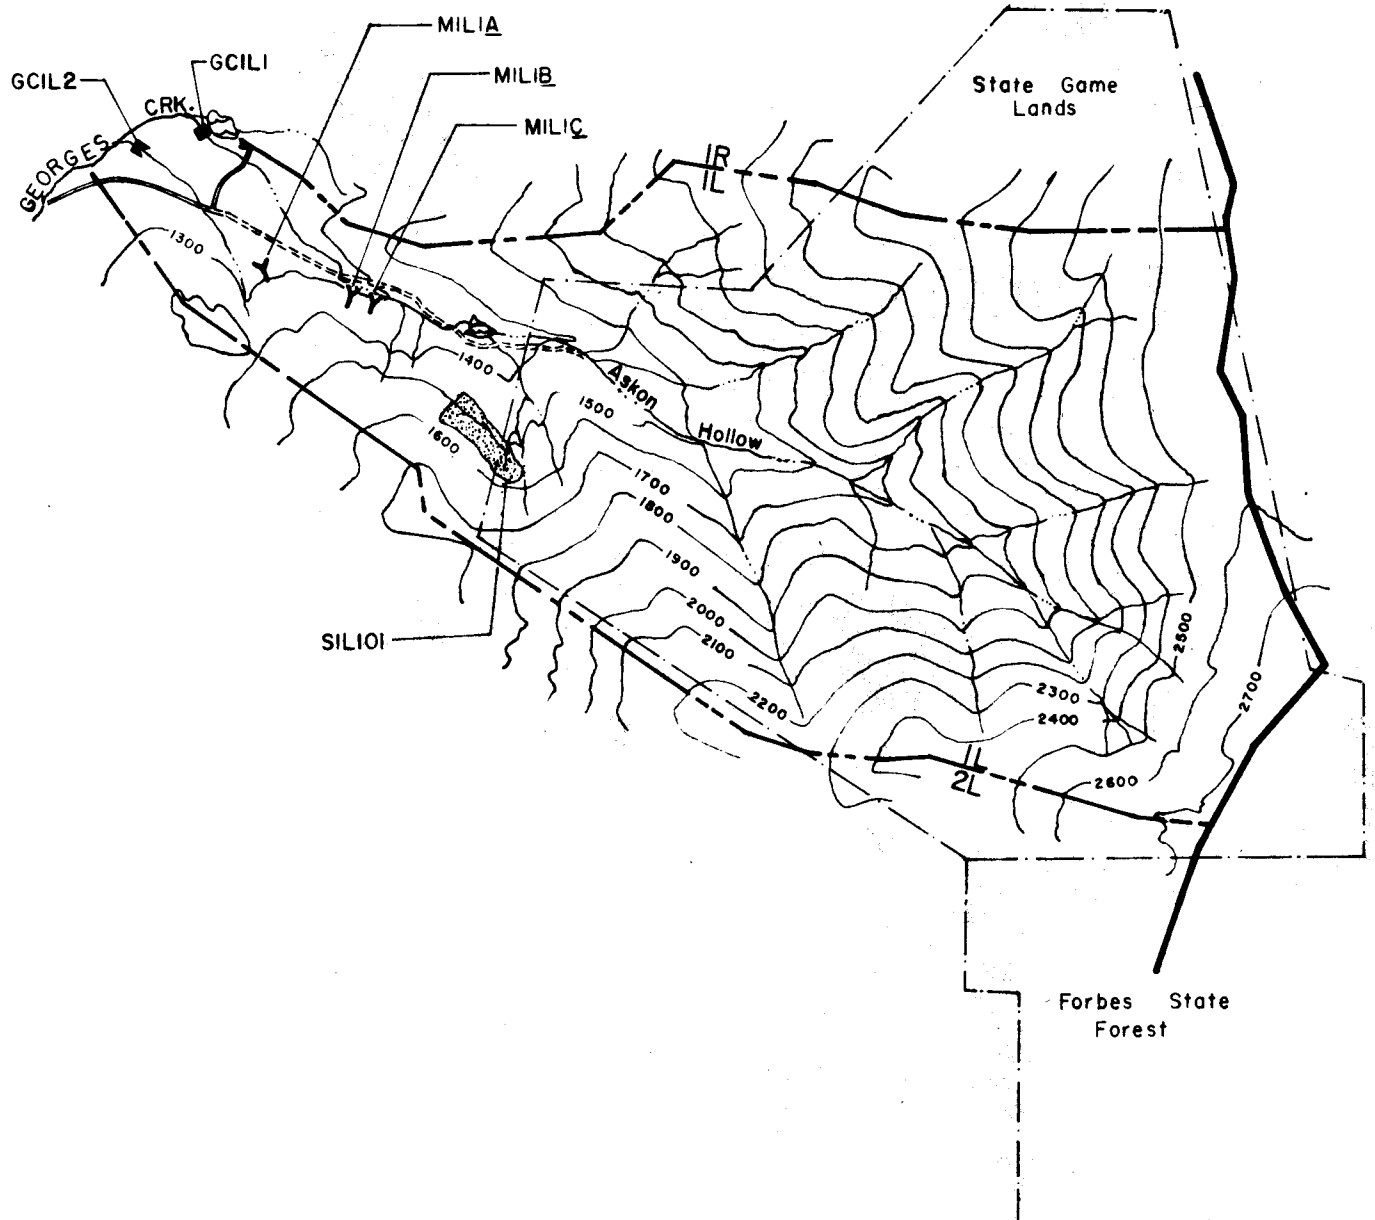 MIL1A
GCIL1
MIL1B
GCIL2
State Game
Lands
GEORGES CRK.
MIL1C
1R
1L
1300
1400
Askon
1500
Hollow
1600
1700
1800
1900
2000
2100
2200
SIL101
2300
2400
2500
2600
2700
1L
2L
Forbes State
Forest